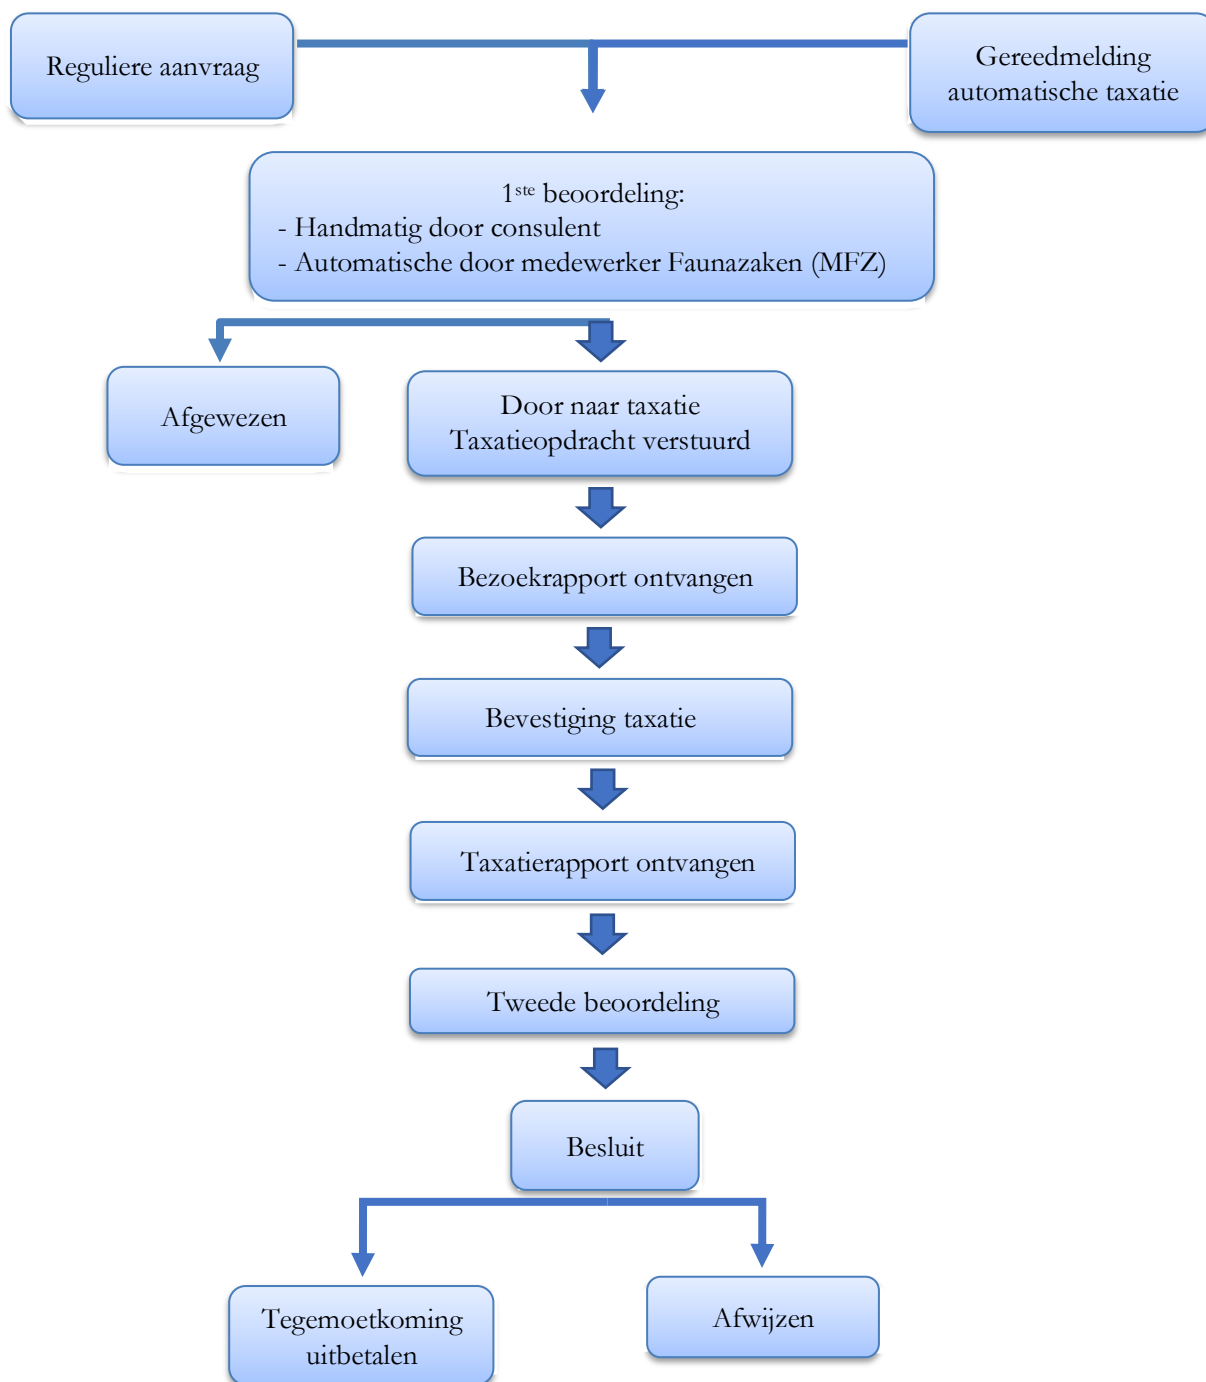 Reguliere aanvraag
Gereedmelding
automatische taxatie
1ste beoordeling:
- Handmatig door consulent
- Automatische door medewerker Faunazaken (MFZ)
Afgewezen
Door naar taxatie
Taxatieopdracht verstuurd
Bezoekrapport ontvangen
Bevestiging taxatie
Taxatierapport ontvangen
Tweede beoordeling
Besluit
Tegemoetkoming
uitbetalen
Afwijzen